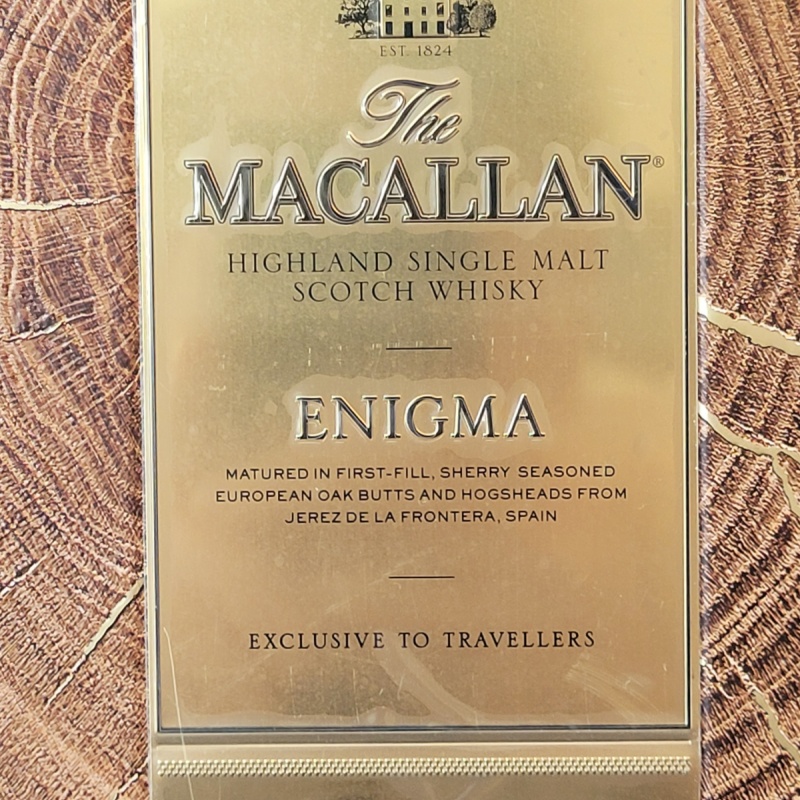 EST. 1824
The
MACALLAN®
HIGHLAND SINGLE MALT
SCOTCH WHISKY
ENIGMA
MATURED IN FIRST-FILL, SHERRY SEASONED
EUROPEAN OAK BUTTS AND HOGSHEADS FROM
JEREZ DE LA FRONTERA, SPAIN
EXCLUSIVE TO TRAVELLERS